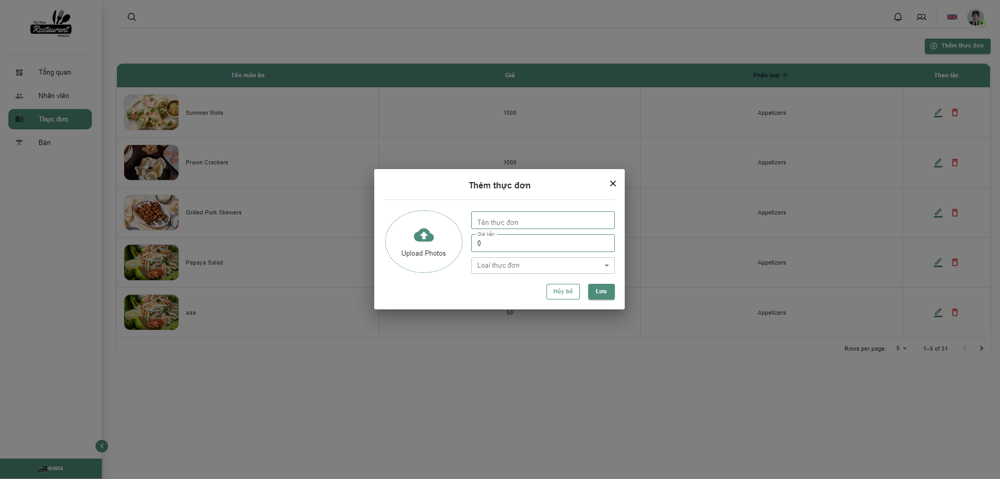 My New
Restaurant
Website
Tổng quan
Nhân viên
Thực đơn
Bàn
©2024
Thêm thực đơn
Tên món ăn Giá Phân loại Thao tác
Summer Rolls 1000 Appetizers
Prawn Crackers 1000 Appetizers
Grilled Pork Skewers Appetizers
Papaya Salad Appetizers
aaa 50 Appetizers
Rows per page: 5 1–5 of 31
Thêm thực đơn
Upload Photos
Tên thực đơn
Giá tiền
0
Loại thực đơn
Hủy bỏ Lưu